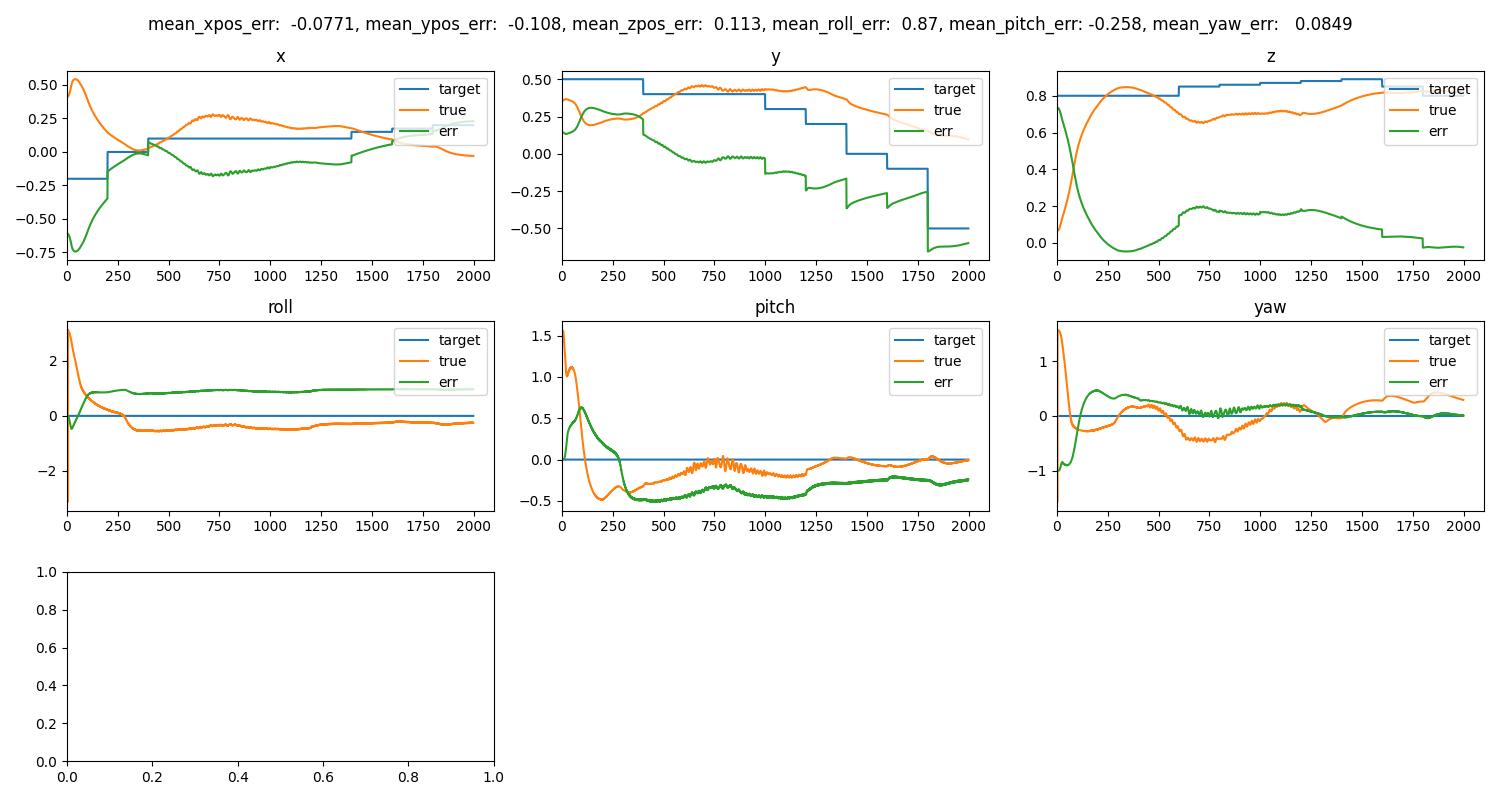 mean_xpos_err:  -0.0771, mean_ypos_err:  -0.108, mean_zpos_err:  0.113, mean_roll_err:  0.87, mean_pitch_err: -0.258, mean_yaw_err:   0.0849
x
0.50
0.25
0.00
−0.25
−0.50
−0.75
0 250 500 750 1000 1250 1500 1750 2000
target
true
err
y
0.50
0.25
0.00
−0.25
−0.50
0 250 500 750 1000 1250 1500 1750 2000
target
true
err
z
0.8
0.6
0.4
0.2
0.0
0 250 500 750 1000 1250 1500 1750 2000
target
true
err
roll
2
0
−2
0 250 500 750 1000 1250 1500 1750 2000
target
true
err
pitch
1.5
1.0
0.5
0.0
−0.5
0 250 500 750 1000 1250 1500 1750 2000
target
true
err
yaw
1
0
−1
0 250 500 750 1000 1250 1500 1750 2000
target
true
err
1.0
0.8
0.6
0.4
0.2
0.0
0.0 0.2 0.4 0.6 0.8 1.0